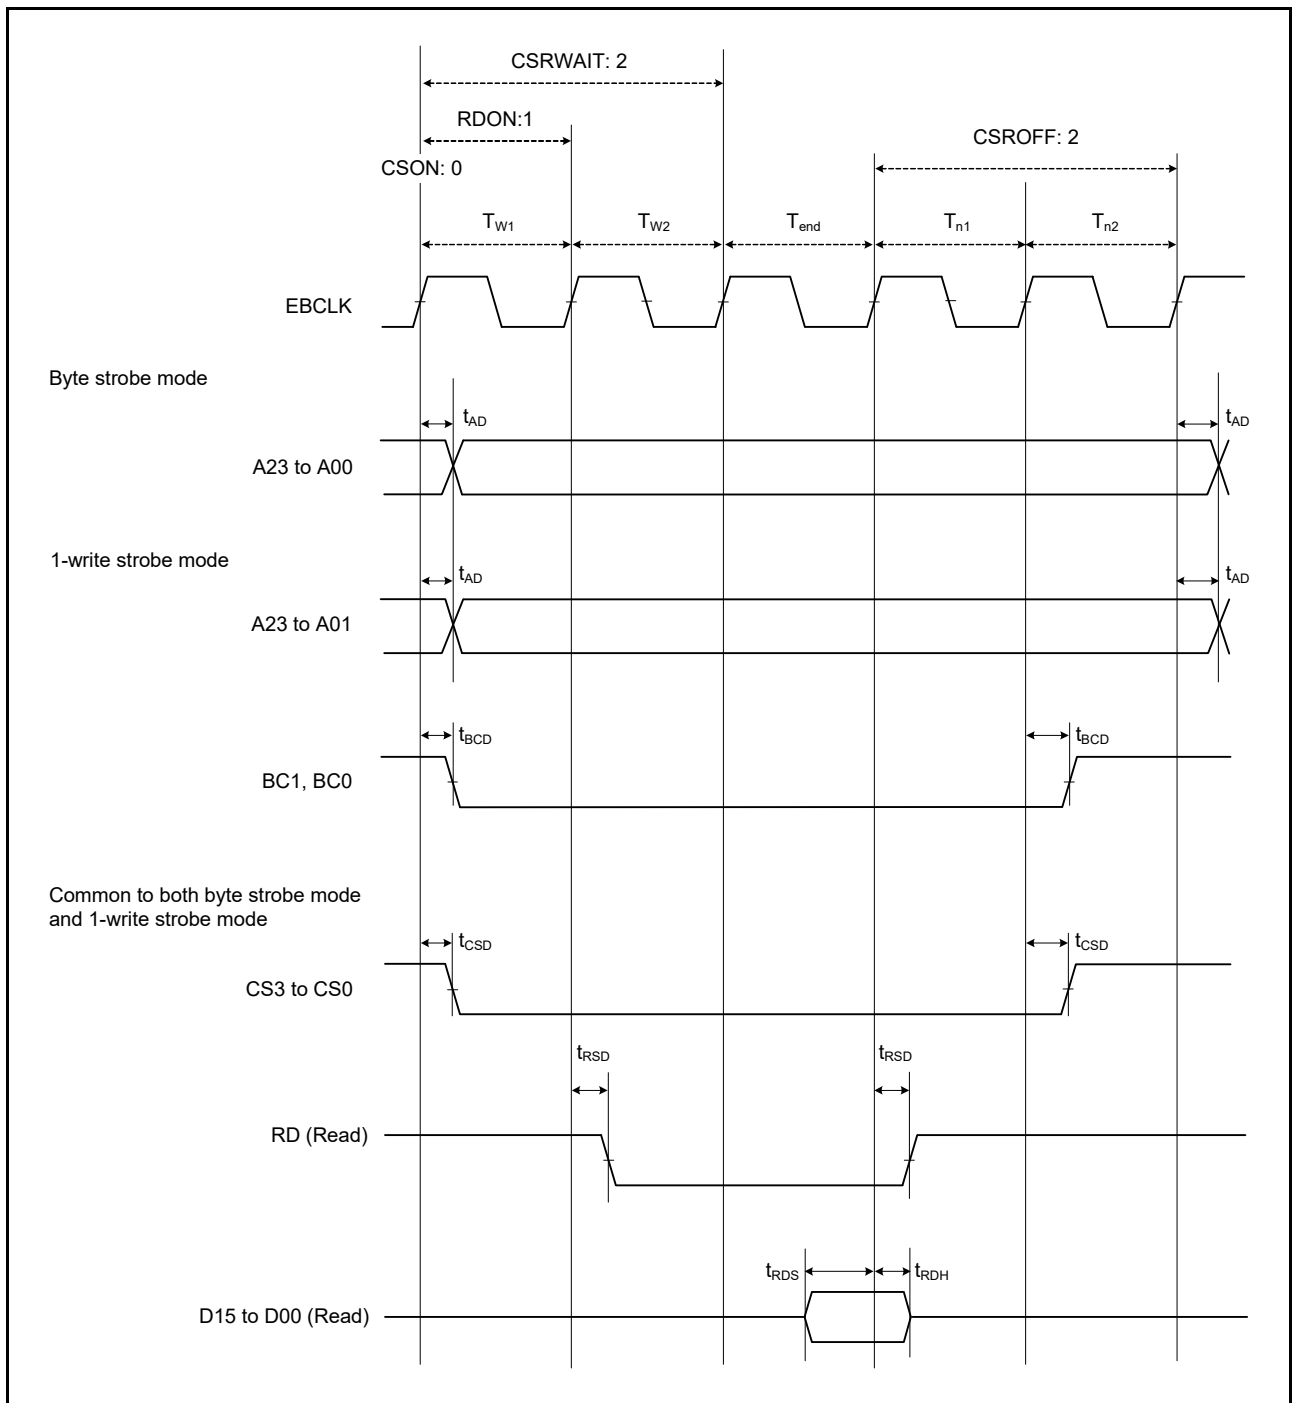 CSRWAIT: 2
RDON:1
CSROFF: 2
CSON: 0
TW1 TW2 Tend Tn1 Tn2
EBCLK
Byte strobe mode
tAD tAD
A23 to A00
1-write strobe mode
tAD tAD
A23 to A01
tBCD tBCD
BC1, BC0
Common to both byte strobe mode
and 1-write strobe mode
tCSD tCSD
CS3 to CS0
tRSD tRSD
RD (Read)
tRDS tRDH
D15 to D00 (Read)